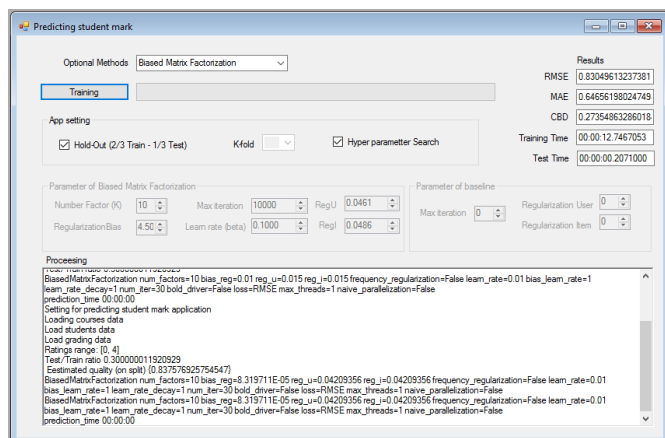 Predicting student mark
Optional Methods Biased Matrix Factorization
Results
RMSE 0.83049613237381
Training
MAE 0.64656198024749
CBD 0.27354863286018
App setting
Training Time 00:00:12.7467053
Hold-Out (2/3 Train - 1/3 Test) K-fold Hyper parametter Search
Test Time 00:00:00.2071000
Parameter of Biased Matrix Factorization
Parameter of baseline
Number Factor (K) 10 Max iteration 10000 RegU 0.0461
Max iteration 0 Regularization User 0
RegularizationBias 4.50 Learn rate (beta) 0.1000 RegI 0.0486
Regularization Item 0
Proceesing
Test/Train ratio 0.300000011920929
BiasedMatrixFactorization num_factors=10 bias_reg=0.01 reg_u=0.015 reg_i=0.015 frequency_regularization=False learn_rate=0.01 bias_learn_rate=1
learn_rate_decay=1 num_iter=30 bold_driver=False loss=RMSE max_threads=1 naive_parallelization=False
prediction_time 00:00:00
Setting for predicting student mark application
Loading courses data
Load students data
Load grading data
Ratings range: [0, 4]
Test/Train ratio 0.300000011920929
Eestimated quality (on split) {0.837576925754547}
BiasedMatrixFactorization num_factors=10 bias_reg=8.319711E-05 reg_u=0.04209356 reg_i=0.04209356 frequency_regularization=False learn_rate=0.01
bias_learn_rate=1 learn_rate_decay=1 num_iter=30 bold_driver=False loss=RMSE max_threads=1 naive_parallelization=False
BiasedMatrixFactorization num_factors=10 bias_reg=8.319711E-05 reg_u=0.04209356 reg_i=0.04209356 frequency_regularization=False learn_rate=0.01
bias_learn_rate=1 learn_rate_decay=1 num_iter=30 bold_driver=False loss=RMSE max_threads=1 naive_parallelization=False
prediction_time 00:00:00